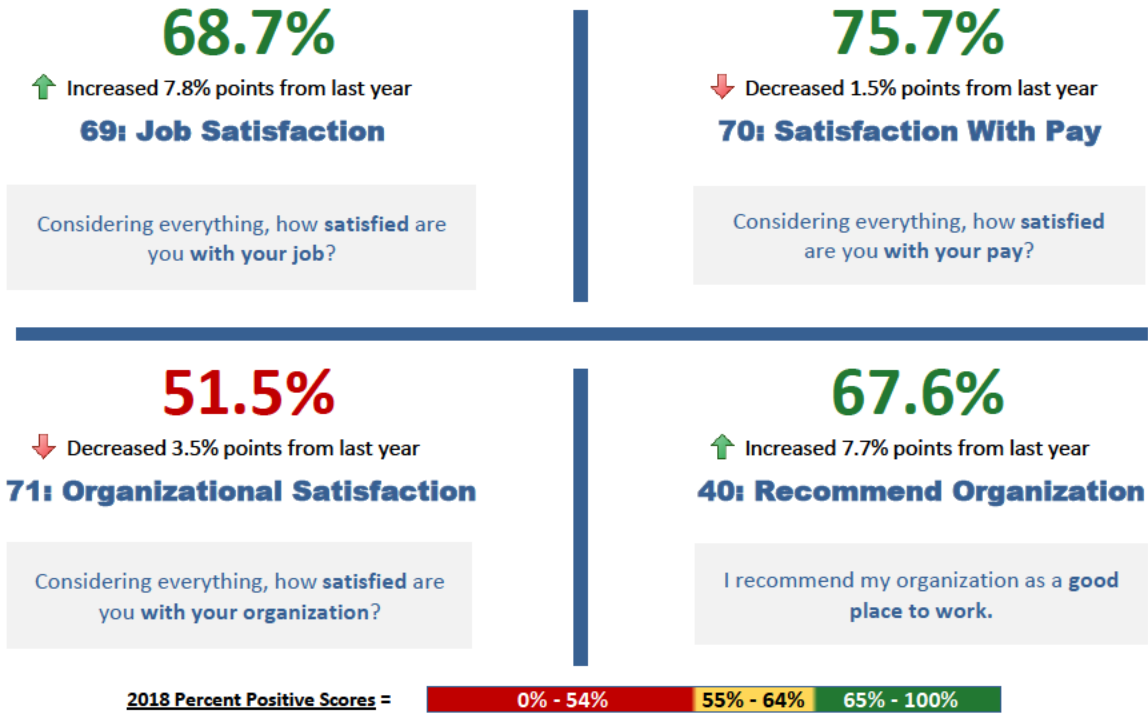 68.7%
Increased 7.8% points from last year
69: Job Satisfaction
Considering everything, how satisfied are
you with your job?
75.7%
Decreased 1.5% points from last year
70: Satisfaction With Pay
Considering everything, how satisfied
are you with your pay?
51.5%
Decreased 3.5% points from last year
71: Organizational Satisfaction
Considering everything, how satisfied are
you with your organization?
67.6%
Increased 7.7% points from last year
40: Recommend Organization
I recommend my organization as a good
place to work.
2018 Percent Positive Scores = 0% - 54% 55% - 64% 65% - 100%